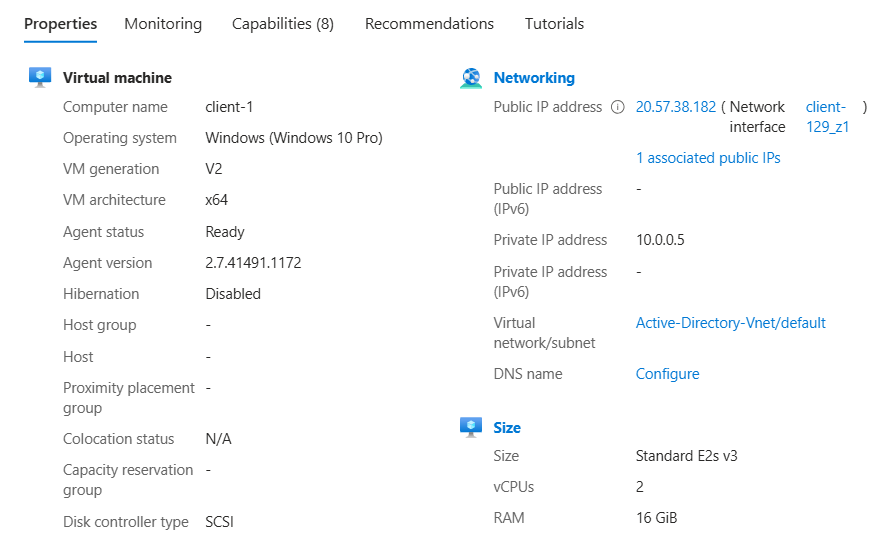 Properties Monitoring Capabilities (8) Recommendations Tutorials
Virtual machine
Computer name client-1
Operating system Windows (Windows 10 Pro)
VM generation V2
VM architecture x64
Agent status Ready
Agent version 2.7.41491.1172
Hibernation Disabled
Host group -
Host -
Proximity placement -
group
Colocation status N/A
Capacity reservation -
group
Disk controller type SCSI
Networking
Public IP address 20.57.38.182 ( Network client- )
interface 129_z1
1 associated public IPs
Public IP address -
(IPv6)
Private IP address 10.0.0.5
Private IP address -
(IPv6)
Virtual Active-Directory-Vnet/default
network/subnet
DNS name Configure
Size
Size Standard E2s v3
vCPUs 2
RAM 16 GiB